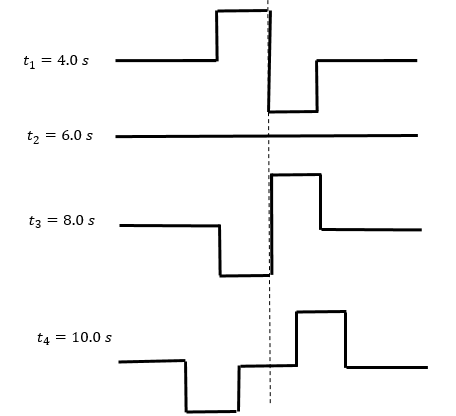 t₁ = 4.0 s
t₂ = 6.0 s
t₃ = 8.0 s
t₄ = 10.0 s